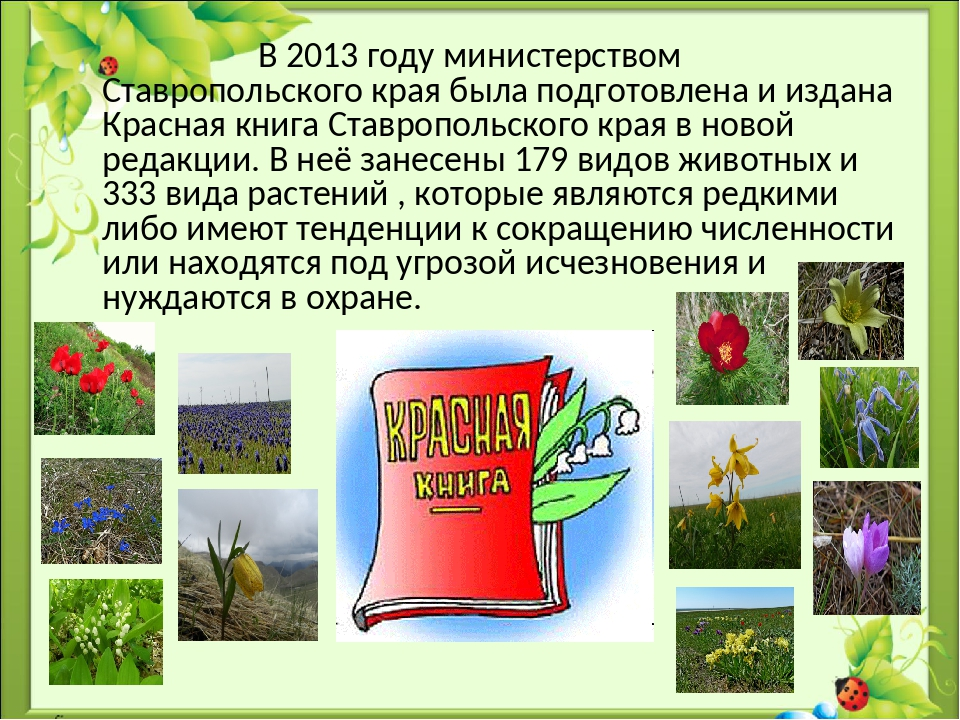 В 2013 году министерством
Ставропольского края была подготовлена и издана
Красная книга Ставропольского края в новой
редакции. В неё занесены 179 видов животных и
333 вида растений , которые являются редкими
либо имеют тенденции к сокращению численности
или находятся под угрозой исчезновения и
нуждаются в охране.
КРАСНАЯ
КНИГА